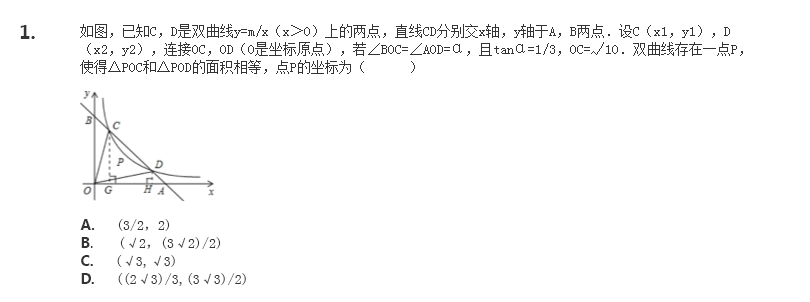 1. 如图，已知C，D是双曲线y=m/x（x＞0）上的两点，直线CD分别交x轴，y轴于A，B两点．设C（x1，y1），D
（x2，y2），连接OC，OD（O是坐标原点），若∠BOC=∠AOD=α，且tanα=1/3，OC=√10．双曲线存在一点P，
使得△POC和△POD的面积相等，点P的坐标为（ ）
y
B C
P D
O G H A x
A. (3/2, 2)
B. (√2, (3√2)/2)
C. (√3, √3)
D. ((2√3)/3, (3√3)/2)